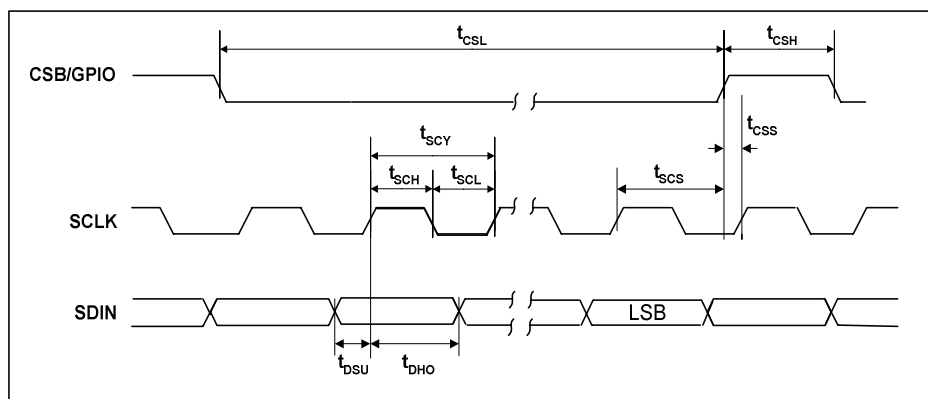 tCSL
tCSH
CSB/GPIO
tCSS
tSCY
tSCH
tSCL
tSCS
SCLK
SDIN
LSB
tDSU
tDHO